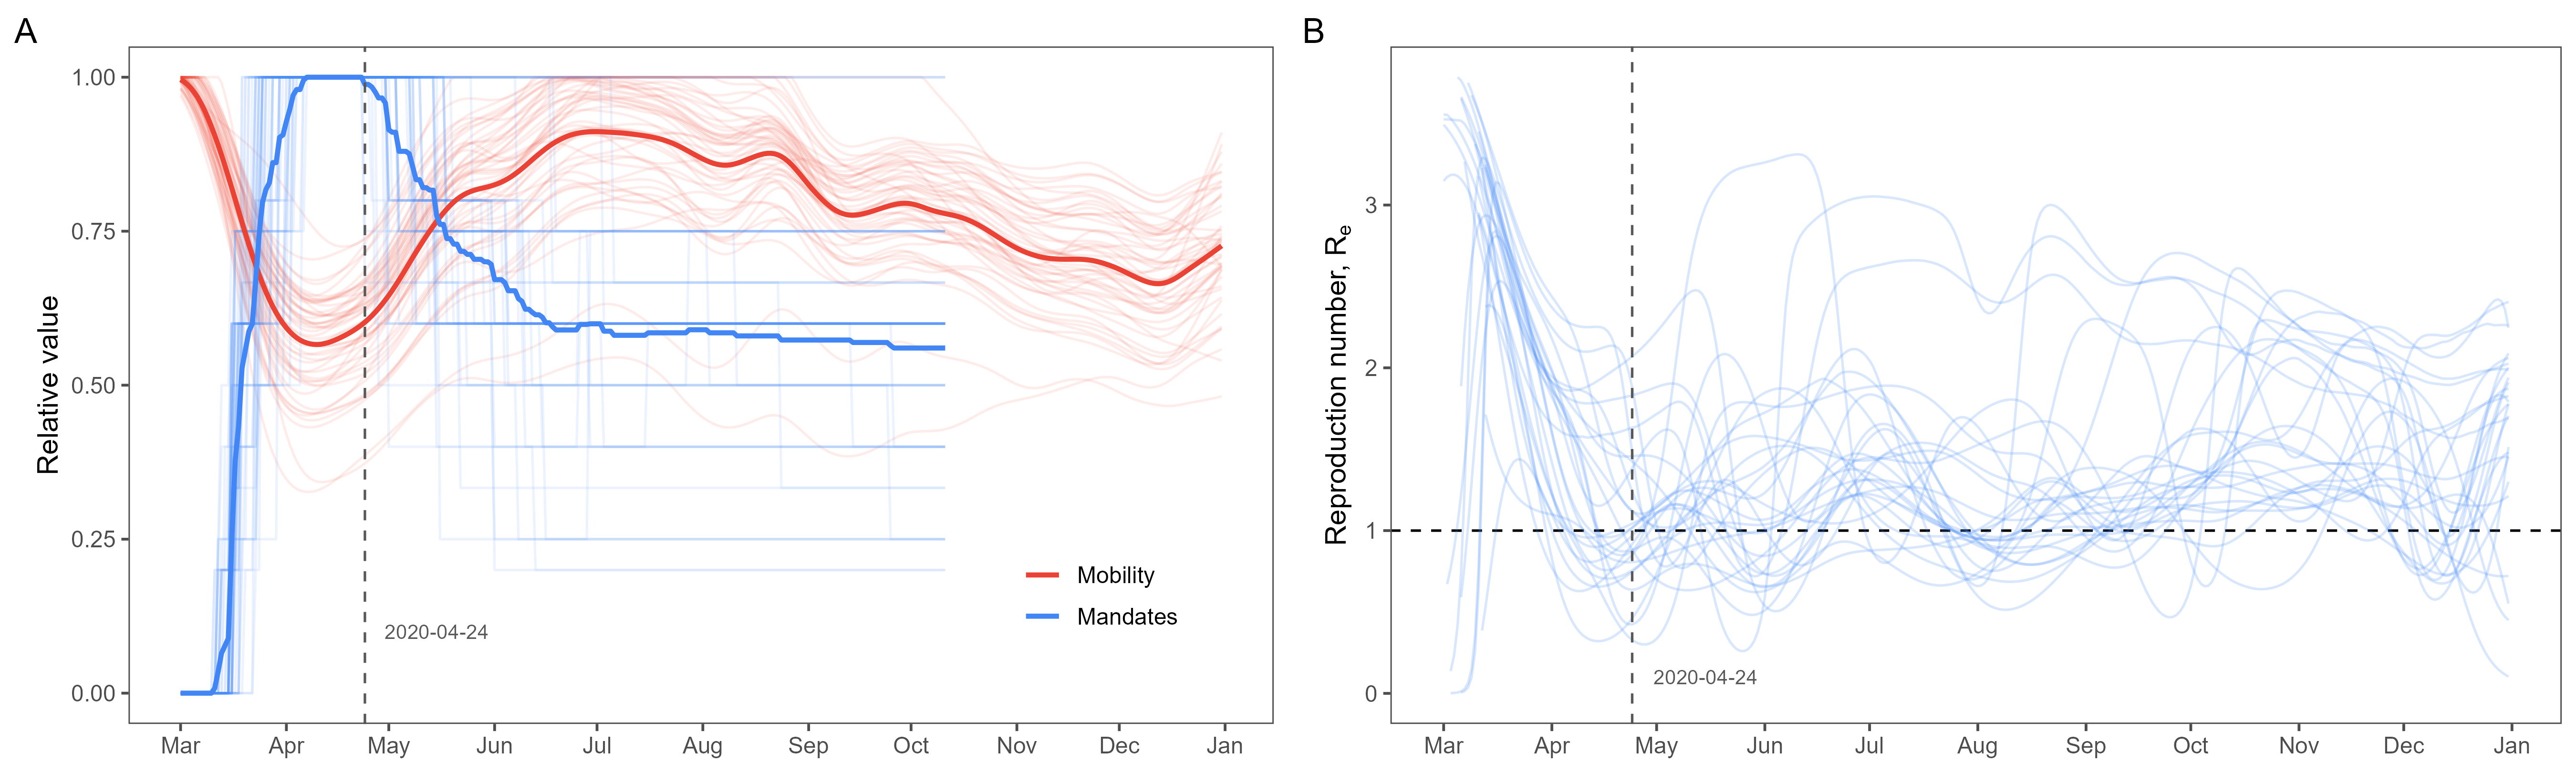 A
Relative value
1.00
0.75
0.50
0.25
0.00
2020-04-24
Mobility
Mandates
Mar Apr May Jun Jul Aug Sep Oct Nov Dec Jan
B
Reproduction number, Re
3
2
1
0
2020-04-24
Mar Apr May Jun Jul Aug Sep Oct Nov Dec Jan